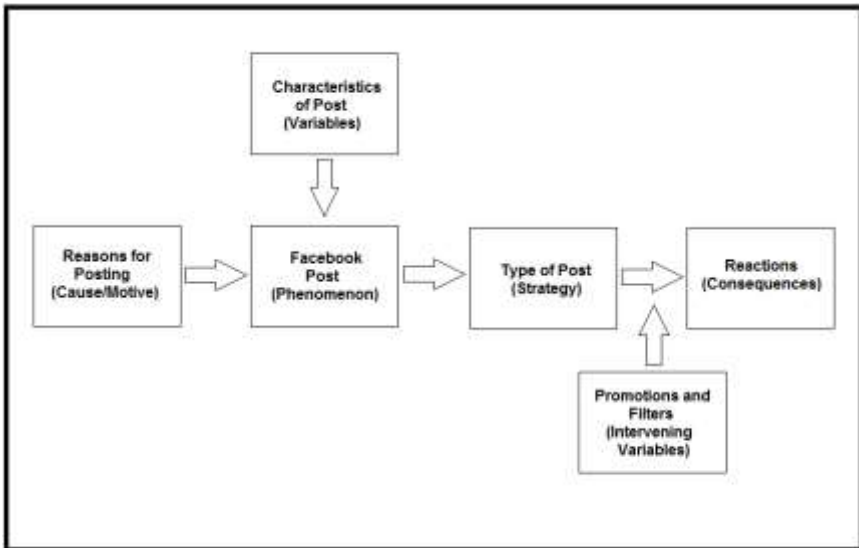 Characteristics
of Post
(Variables)
Reasons for
Posting
(Cause/Motive)
Facebook
Post
(Phenomenon)
Type of Post
(Strategy)
Reactions
(Consequences)
Promotions and
Filters
(Intervening
Variables)